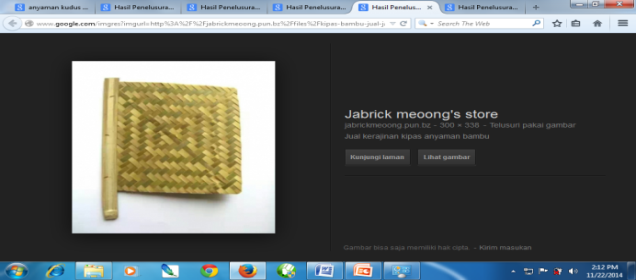 anyaman kudus ...
Hasil Penelusura...
Hasil Penelusura...
Hasil Penelusura...
Hasil Penelus...
Hasil Penelusura...
www.google.com/imgres?imgurl=http%3A%2F%2Fjabrickmeoong.pun.bz%2Ffiles%2Fkipas-bambu-jual-j
Search The Web
Jabrick meoong's store
jabrickmeoong.pun.bz - 300 × 338 - Telusuri pakai gambar
Jual kerajinan kipas anyaman bambu
Kunjungi laman
Lihat gambar
Gambar bisa saja memiliki hak cipta. - Kirim masukan
2:12 PM
11/22/2014